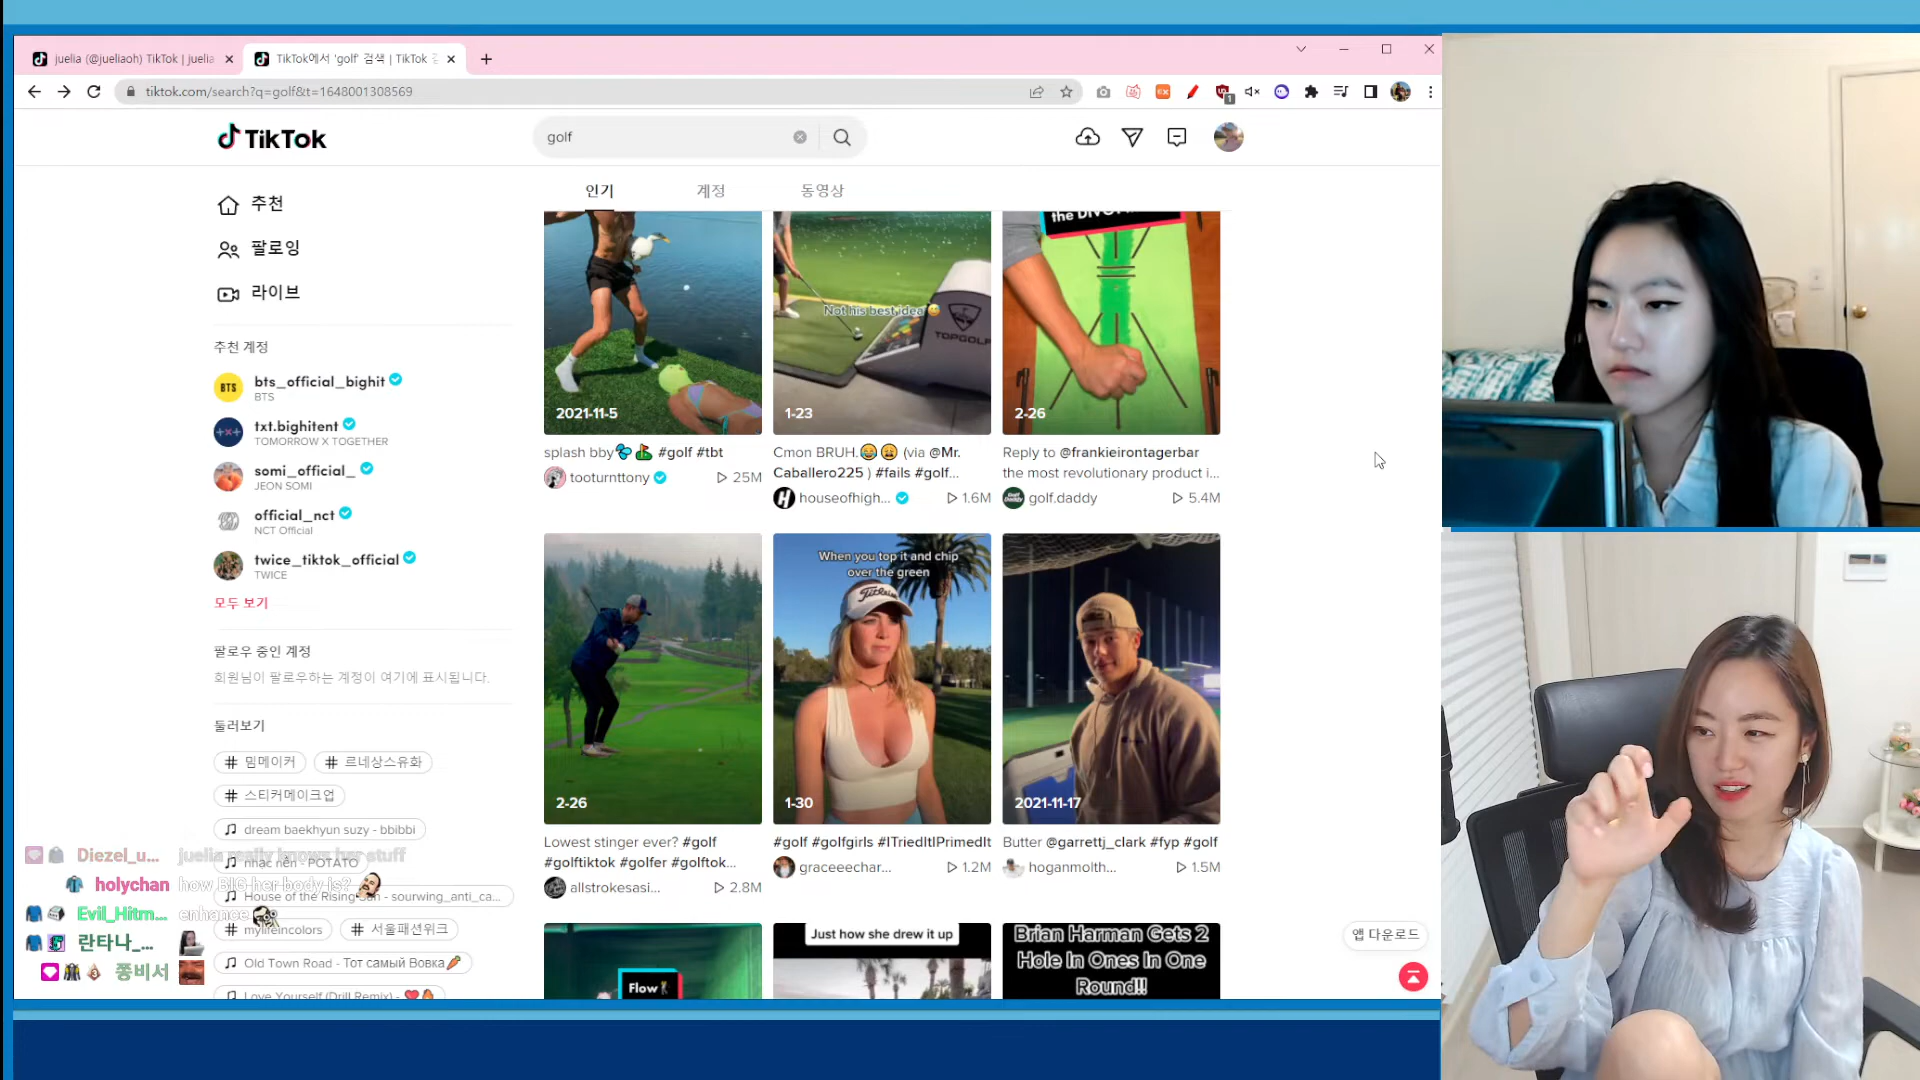 juelia (@jueliaoh) TikTok | juelia
TikTok에서 'golf' 검색 | TikTok
tiktok.com/search?q=golf&t=1648001308569
TikTok
golf
인기
계정
동영상
추천
팔로잉
라이브
추천 계정
BTS
bts_official_bighit
BTS
txt.bighitent
TOMORROW X TOGETHER
somi_official_
JEON SOMI
official_nct
NCT Official
twice_tiktok_official
TWICE
모두 보기
팔로우 중인 계정
회원님이 팔로우하는 계정이 여기에 표시됩니다.
둘러보기
# 밈메이커
# 르네상스유화
# 스티커메이크업
dream baekhyun suzy - bbibbi
nhạc nền - POTATO
House of the Rising Sun - sourwing_anti_ca...
# mylifeincolors
# 서울패션위크
Old Town Road - Тот самый Вовка🥕
Love Yourself (Drill Remix) -
Diezel_u... juelia really knows her stuff
holychan how BIG her body is?
Evil_Hitm... enhance
란타나_...
쫑비서
2021-11-5
splash bby💦⛳ #golf #tbt
tooturnttony
25M
Not his best idea😅
TOPGOLF
1-23
Cmon BRUH.😂😩 (via @Mr.
Caballero225 ) #fails #golf...
houseofhigh...
1.6M
2-26
Reply to @frankieirontagerbar
the most revolutionary product i...
golf.daddy
5.4M
2-26
Lowest stinger ever? #golf
#golftiktok #golfer #golftok...
allstrokesasi...
2.8M
When you top it and chip
over the green
Titleist
1-30
#golf #golfgirls #ITriedItIPrimedIt
graceeechar...
1.2M
2021-11-17
Butter @garrettj_clark #fyp #golf
hoganmolth...
1.5M
Flow
Just how she drew it up
Brian Harman Gets 2
Hole In Ones In One
Round!!
앱 다운로드